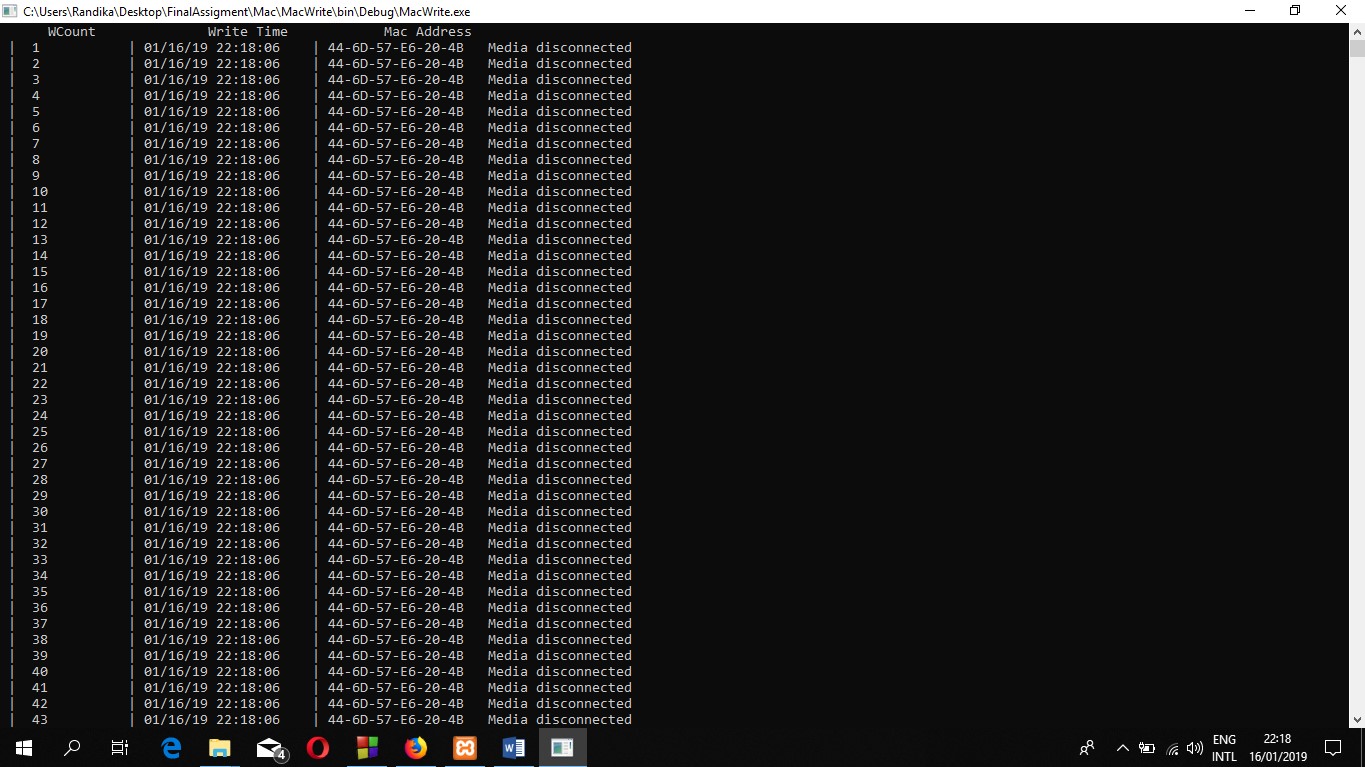 C:\Users\Randika\Desktop\FinalAssigment\Mac\MacWrite\bin\Debug\MacWrite.exe
WCount Write Time Mac Address
| 1 | 01/16/19 22:18:06 | 44-6D-57-E6-20-4B Media disconnected
| 2 | 01/16/19 22:18:06 | 44-6D-57-E6-20-4B Media disconnected
| 3 | 01/16/19 22:18:06 | 44-6D-57-E6-20-4B Media disconnected
| 4 | 01/16/19 22:18:06 | 44-6D-57-E6-20-4B Media disconnected
| 5 | 01/16/19 22:18:06 | 44-6D-57-E6-20-4B Media disconnected
| 6 | 01/16/19 22:18:06 | 44-6D-57-E6-20-4B Media disconnected
| 7 | 01/16/19 22:18:06 | 44-6D-57-E6-20-4B Media disconnected
| 8 | 01/16/19 22:18:06 | 44-6D-57-E6-20-4B Media disconnected
| 9 | 01/16/19 22:18:06 | 44-6D-57-E6-20-4B Media disconnected
| 10 | 01/16/19 22:18:06 | 44-6D-57-E6-20-4B Media disconnected
| 11 | 01/16/19 22:18:06 | 44-6D-57-E6-20-4B Media disconnected
| 12 | 01/16/19 22:18:06 | 44-6D-57-E6-20-4B Media disconnected
| 13 | 01/16/19 22:18:06 | 44-6D-57-E6-20-4B Media disconnected
| 14 | 01/16/19 22:18:06 | 44-6D-57-E6-20-4B Media disconnected
| 15 | 01/16/19 22:18:06 | 44-6D-57-E6-20-4B Media disconnected
| 16 | 01/16/19 22:18:06 | 44-6D-57-E6-20-4B Media disconnected
| 17 | 01/16/19 22:18:06 | 44-6D-57-E6-20-4B Media disconnected
| 18 | 01/16/19 22:18:06 | 44-6D-57-E6-20-4B Media disconnected
| 19 | 01/16/19 22:18:06 | 44-6D-57-E6-20-4B Media disconnected
| 20 | 01/16/19 22:18:06 | 44-6D-57-E6-20-4B Media disconnected
| 21 | 01/16/19 22:18:06 | 44-6D-57-E6-20-4B Media disconnected
| 22 | 01/16/19 22:18:06 | 44-6D-57-E6-20-4B Media disconnected
| 23 | 01/16/19 22:18:06 | 44-6D-57-E6-20-4B Media disconnected
| 24 | 01/16/19 22:18:06 | 44-6D-57-E6-20-4B Media disconnected
| 25 | 01/16/19 22:18:06 | 44-6D-57-E6-20-4B Media disconnected
| 26 | 01/16/19 22:18:06 | 44-6D-57-E6-20-4B Media disconnected
| 27 | 01/16/19 22:18:06 | 44-6D-57-E6-20-4B Media disconnected
| 28 | 01/16/19 22:18:06 | 44-6D-57-E6-20-4B Media disconnected
| 29 | 01/16/19 22:18:06 | 44-6D-57-E6-20-4B Media disconnected
| 30 | 01/16/19 22:18:06 | 44-6D-57-E6-20-4B Media disconnected
| 31 | 01/16/19 22:18:06 | 44-6D-57-E6-20-4B Media disconnected
| 32 | 01/16/19 22:18:06 | 44-6D-57-E6-20-4B Media disconnected
| 33 | 01/16/19 22:18:06 | 44-6D-57-E6-20-4B Media disconnected
| 34 | 01/16/19 22:18:06 | 44-6D-57-E6-20-4B Media disconnected
| 35 | 01/16/19 22:18:06 | 44-6D-57-E6-20-4B Media disconnected
| 36 | 01/16/19 22:18:06 | 44-6D-57-E6-20-4B Media disconnected
| 37 | 01/16/19 22:18:06 | 44-6D-57-E6-20-4B Media disconnected
| 38 | 01/16/19 22:18:06 | 44-6D-57-E6-20-4B Media disconnected
| 39 | 01/16/19 22:18:06 | 44-6D-57-E6-20-4B Media disconnected
| 40 | 01/16/19 22:18:06 | 44-6D-57-E6-20-4B Media disconnected
| 41 | 01/16/19 22:18:06 | 44-6D-57-E6-20-4B Media disconnected
| 42 | 01/16/19 22:18:06 | 44-6D-57-E6-20-4B Media disconnected
| 43 | 01/16/19 22:18:06 | 44-6D-57-E6-20-4B Media disconnected
4
ENG 22:18
INTL 16/01/2019